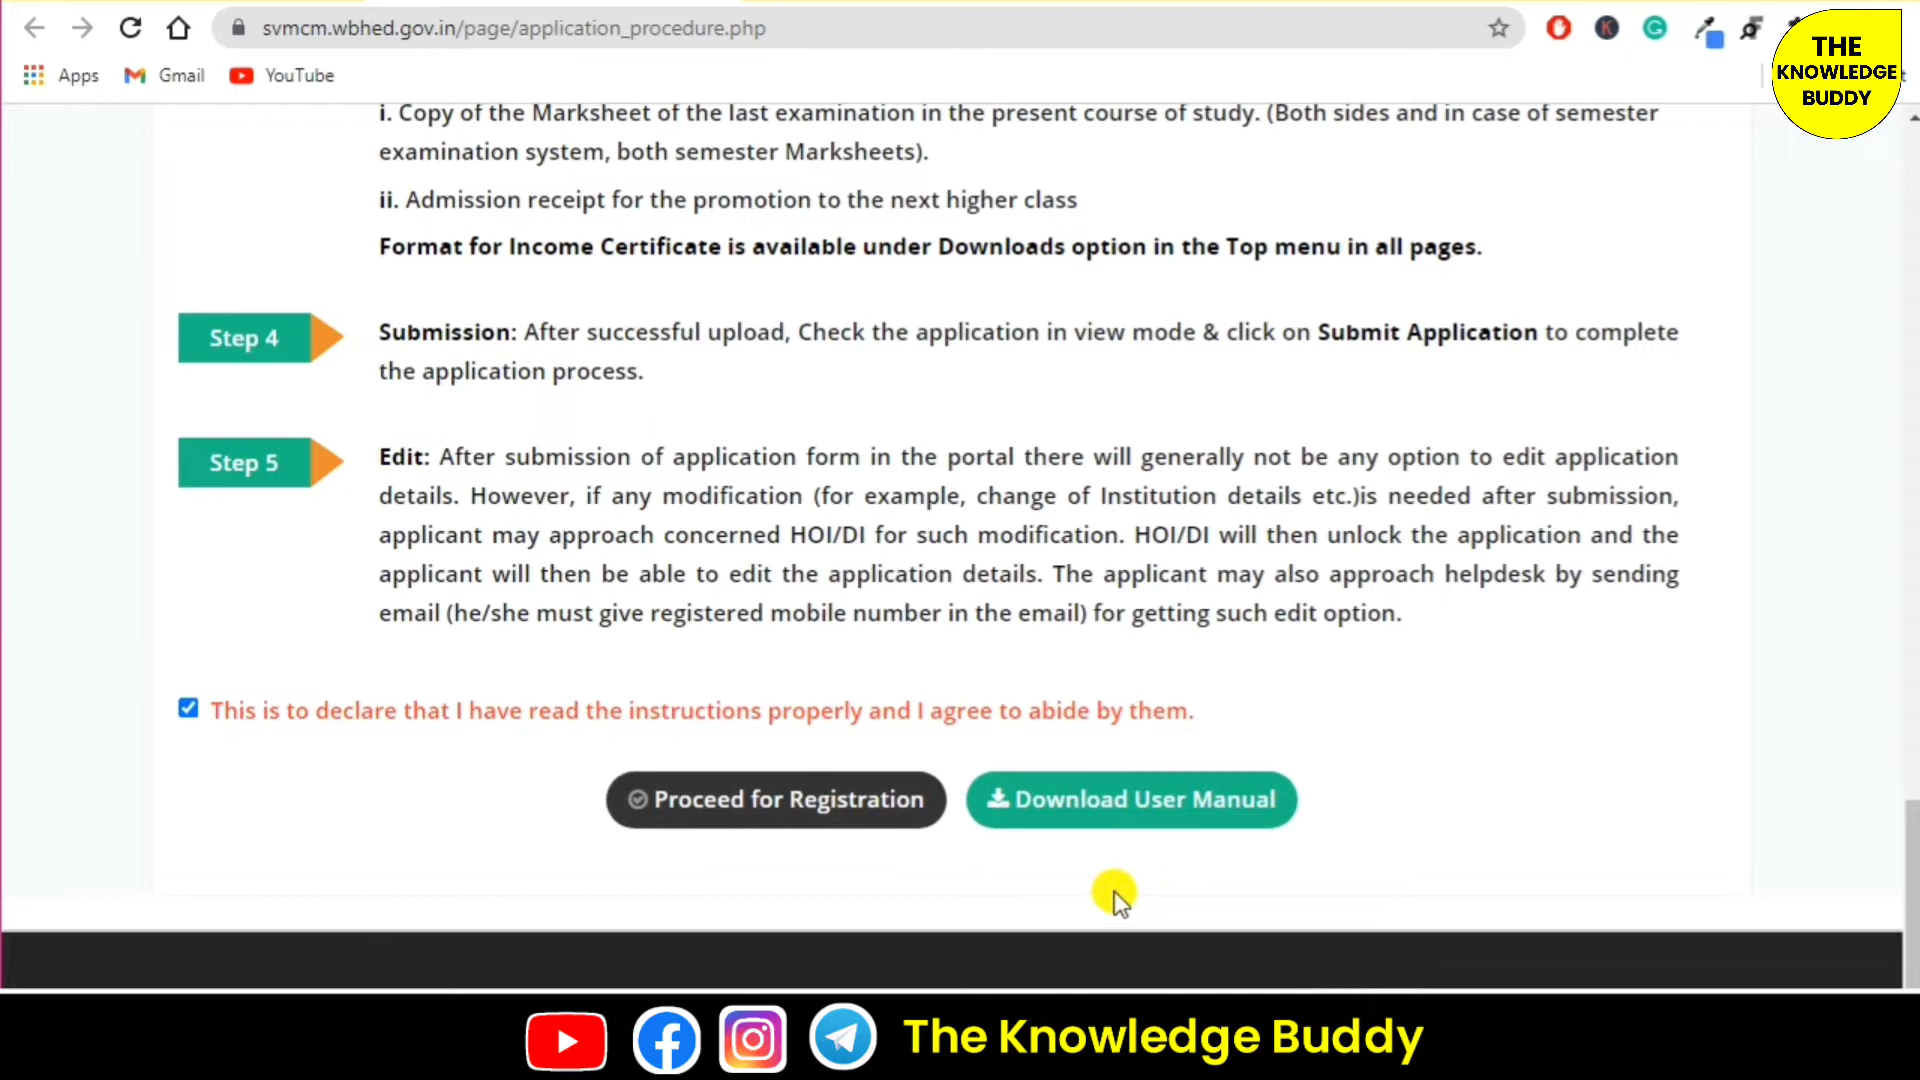 svmcm.wbhed.gov.in/page/application_procedure.php
THE
KNOWLEDGE
BUDDY
Apps
Gmail
YouTube
i. Copy of the Marksheet of the last examination in the present course of study. (Both sides and in case of semester
examination system, both semester Marksheets).
ii. Admission receipt for the promotion to the next higher class
Format for Income Certificate is available under Downloads option in the Top menu in all pages.
Step 4
Submission: After successful upload, Check the application in view mode & click on Submit Application to complete
the application process.
Step 5
Edit: After submission of application form in the portal there will generally not be any option to edit application
details. However, if any modification (for example, change of Institution details etc.)is needed after submission,
applicant may approach concerned HOI/DI for such modification. HOI/DI will then unlock the application and the
applicant will then be able to edit the application details. The applicant may also approach helpdesk by sending
email (he/she must give registered mobile number in the email) for getting such edit option.
This is to declare that I have read the instructions properly and I agree to abide by them.
Proceed for Registration
Download User Manual
The Knowledge Buddy